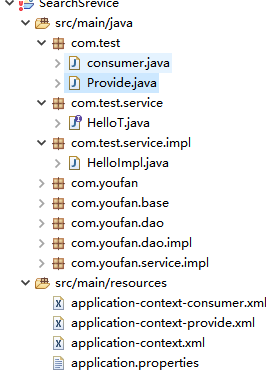 SearchSrevice
src/main/java
com.test
consumer.java
Provide.java
com.test.service
HelloT.java
com.test.service.impl
HelloImpl.java
com.youfan
com.youfan.base
com.youfan.dao
com.youfan.dao.impl
com.youfan.service.impl
src/main/resources
application-context-consumer.xml
application-context-provide.xml
application-context.xml
application.properties